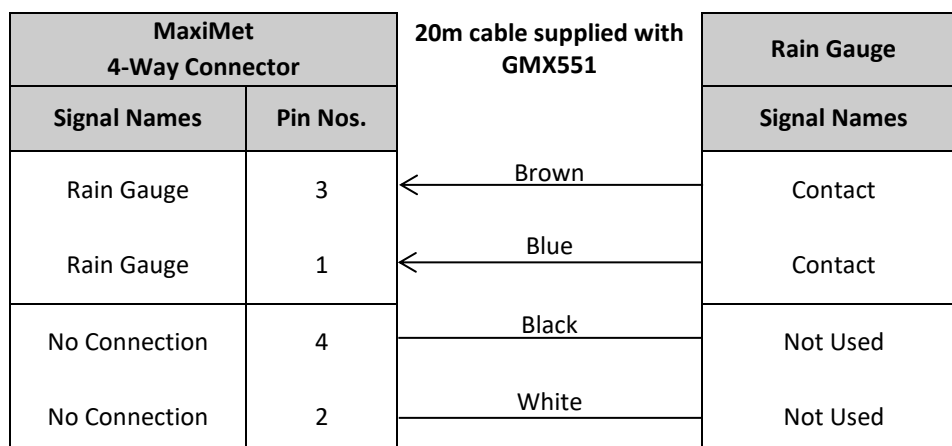 MaxiMet
4-Way Connector
20m cable supplied with
GMX551
Rain Gauge
Signal Names Pin Nos. Signal Names
Rain Gauge 3 Brown Contact
Rain Gauge 1 Blue Contact
No Connection 4 Black Not Used
No Connection 2 White Not Used